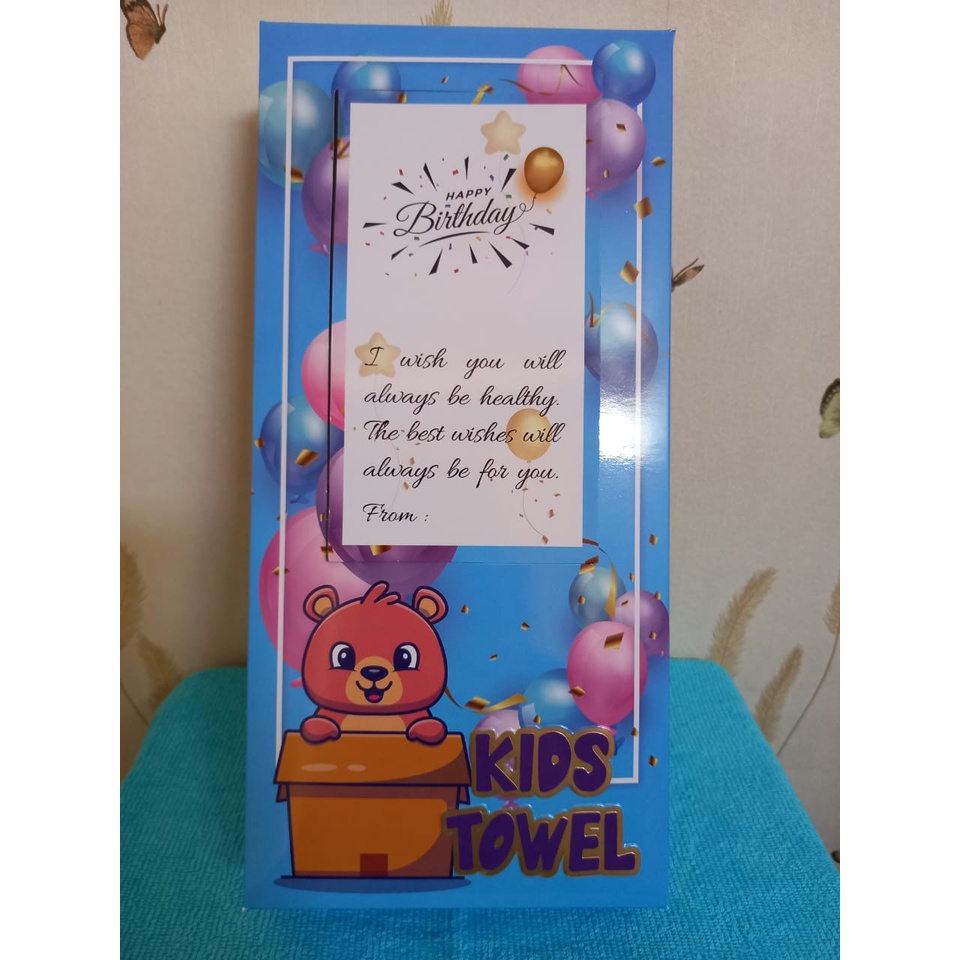 HAPPY
Birthday
I wish you will
always be healthy.
The best wishes will
always be for you.
From :
KIDS
TOWEL